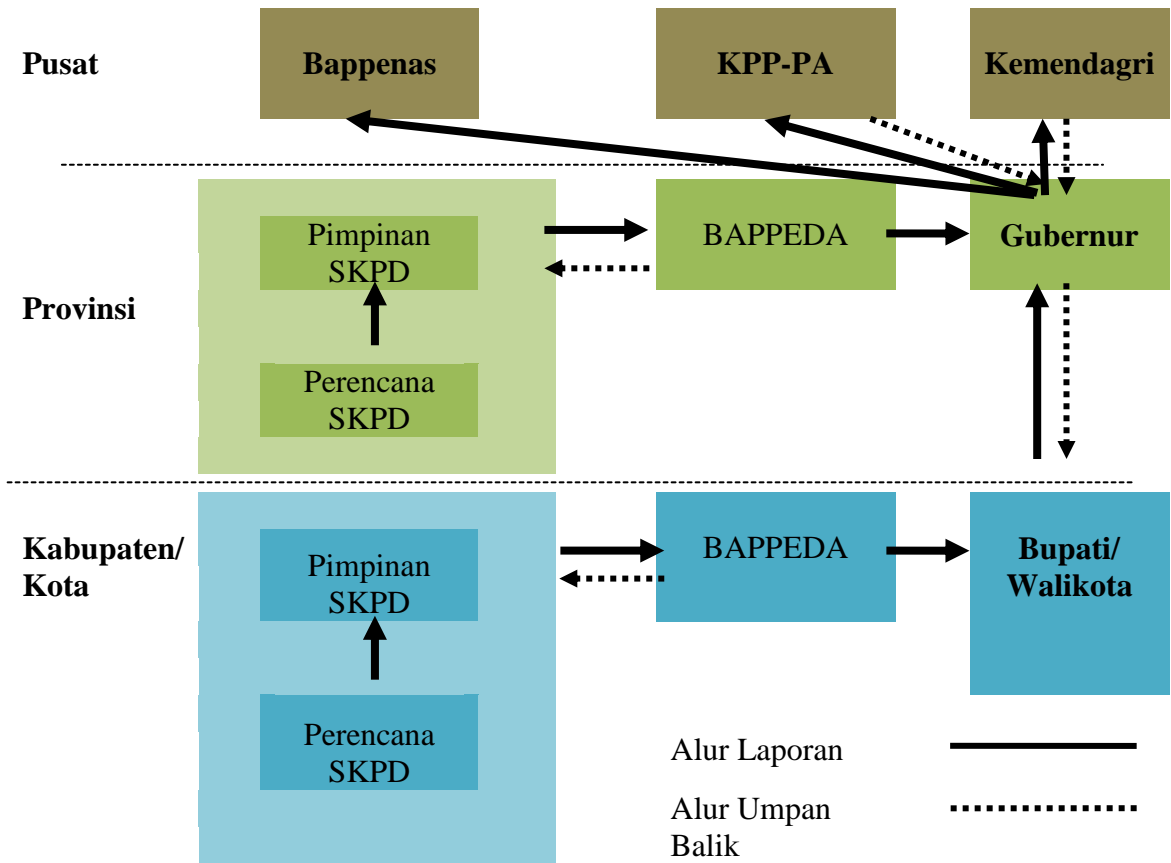 Pusat
Bappenas
KPP-PA
Kemendagri
Provinsi
Pimpinan
SKPD
Perencana
SKPD
BAPPEDA
Gubernur
Kabupaten/
Kota
Pimpinan
SKPD
Perencana
SKPD
BAPPEDA
Bupati/
Walikota
Alur Laporan
Alur Umpan
Balik